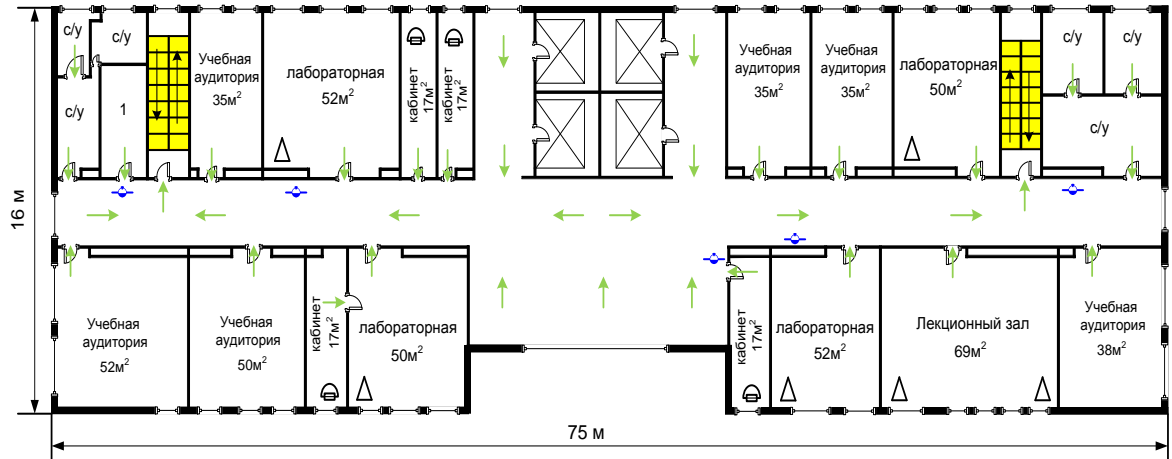 с/у
с/у
с/у
1
Учебная
аудитория
35м²
лабораторная
52м²
кабинет
17м²
кабинет
17м²
Учебная
аудитория
35м²
Учебная
аудитория
35м²
лабораторная
50м²
с/у
с/у
с/у
16 м
Учебная
аудитория
52м²
Учебная
аудитория
50м²
кабинет
17м²
лабораторная
50м²
кабинет
17м²
лабораторная
52м²
Лекционный зал
69м²
Учебная
аудитория
38м²
75 м